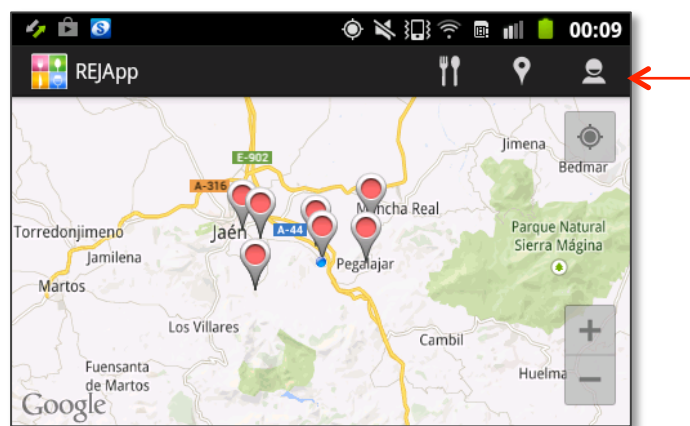 00:09
REJApp
Jimena
Bedmar
E-902
A-316
Mancha Real
Torredonjimeno
Jaén
A-44
Parque Natural
Sierra Mágina
Jamilena
Pegalajar
Martos
Los Villares
Cambil
Fuensanta
de Martos
Huelma
Google